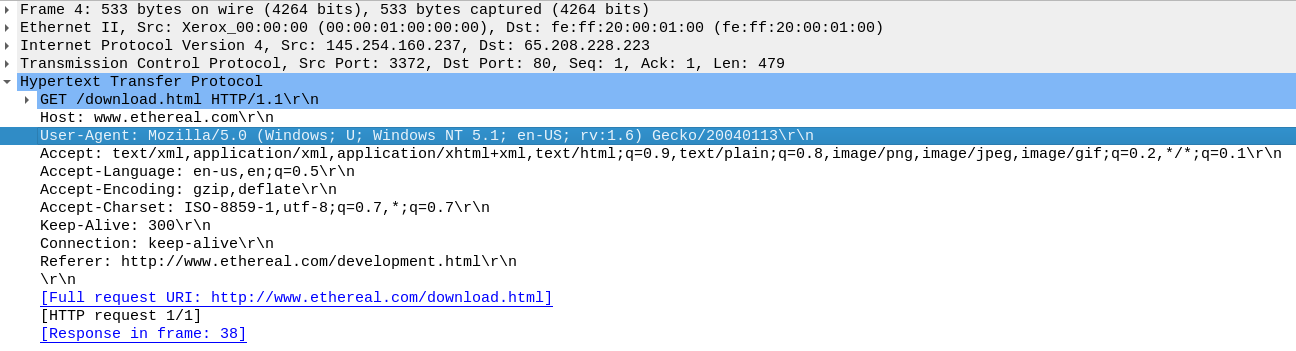 Frame 4: 533 bytes on wire (4264 bits), 533 bytes captured (4264 bits)
Ethernet II, Src: Xerox_00:00:00 (00:00:01:00:00:00), Dst: fe:ff:20:00:01:00 (fe:ff:20:00:01:00)
Internet Protocol Version 4, Src: 145.254.160.237, Dst: 65.208.228.223
Transmission Control Protocol, Src Port: 3372, Dst Port: 80, Seq: 1, Ack: 1, Len: 479
Hypertext Transfer Protocol
GET /download.html HTTP/1.1\r\n
Host: www.ethereal.com\r\n
User-Agent: Mozilla/5.0 (Windows; U; Windows NT 5.1; en-US; rv:1.6) Gecko/20040113\r\n
Accept: text/xml,application/xml,application/xhtml+xml,text/html;q=0.9,text/plain;q=0.8,image/png,image/jpeg,image/gif;q=0.2,*/*;q=0.1\r\n
Accept-Language: en-us,en;q=0.5\r\n
Accept-Encoding: gzip,deflate\r\n
Accept-Charset: ISO-8859-1,utf-8;q=0.7,*;q=0.7\r\n
Keep-Alive: 300\r\n
Connection: keep-alive\r\n
Referer: http://www.ethereal.com/development.html\r\n
\r\n
[Full request URI: http://www.ethereal.com/download.html]
[HTTP request 1/1]
[Response in frame: 38]